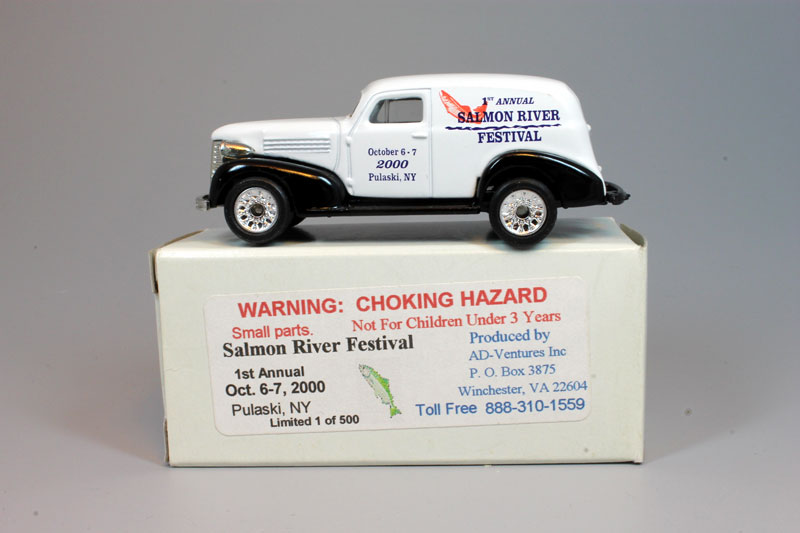 1ST ANNUAL
SALMON RIVER
FESTIVAL
October 6 - 7
2000
Pulaski, NY
WARNING: CHOKING HAZARD
Small parts. Not For Children Under 3 Years
Salmon River Festival
1st Annual
Oct. 6-7, 2000
Pulaski, NY
Limited 1 of 500
Produced by
AD-Ventures Inc
P. O. Box 3875
Winchester, VA 22604
Toll Free 888-310-1559